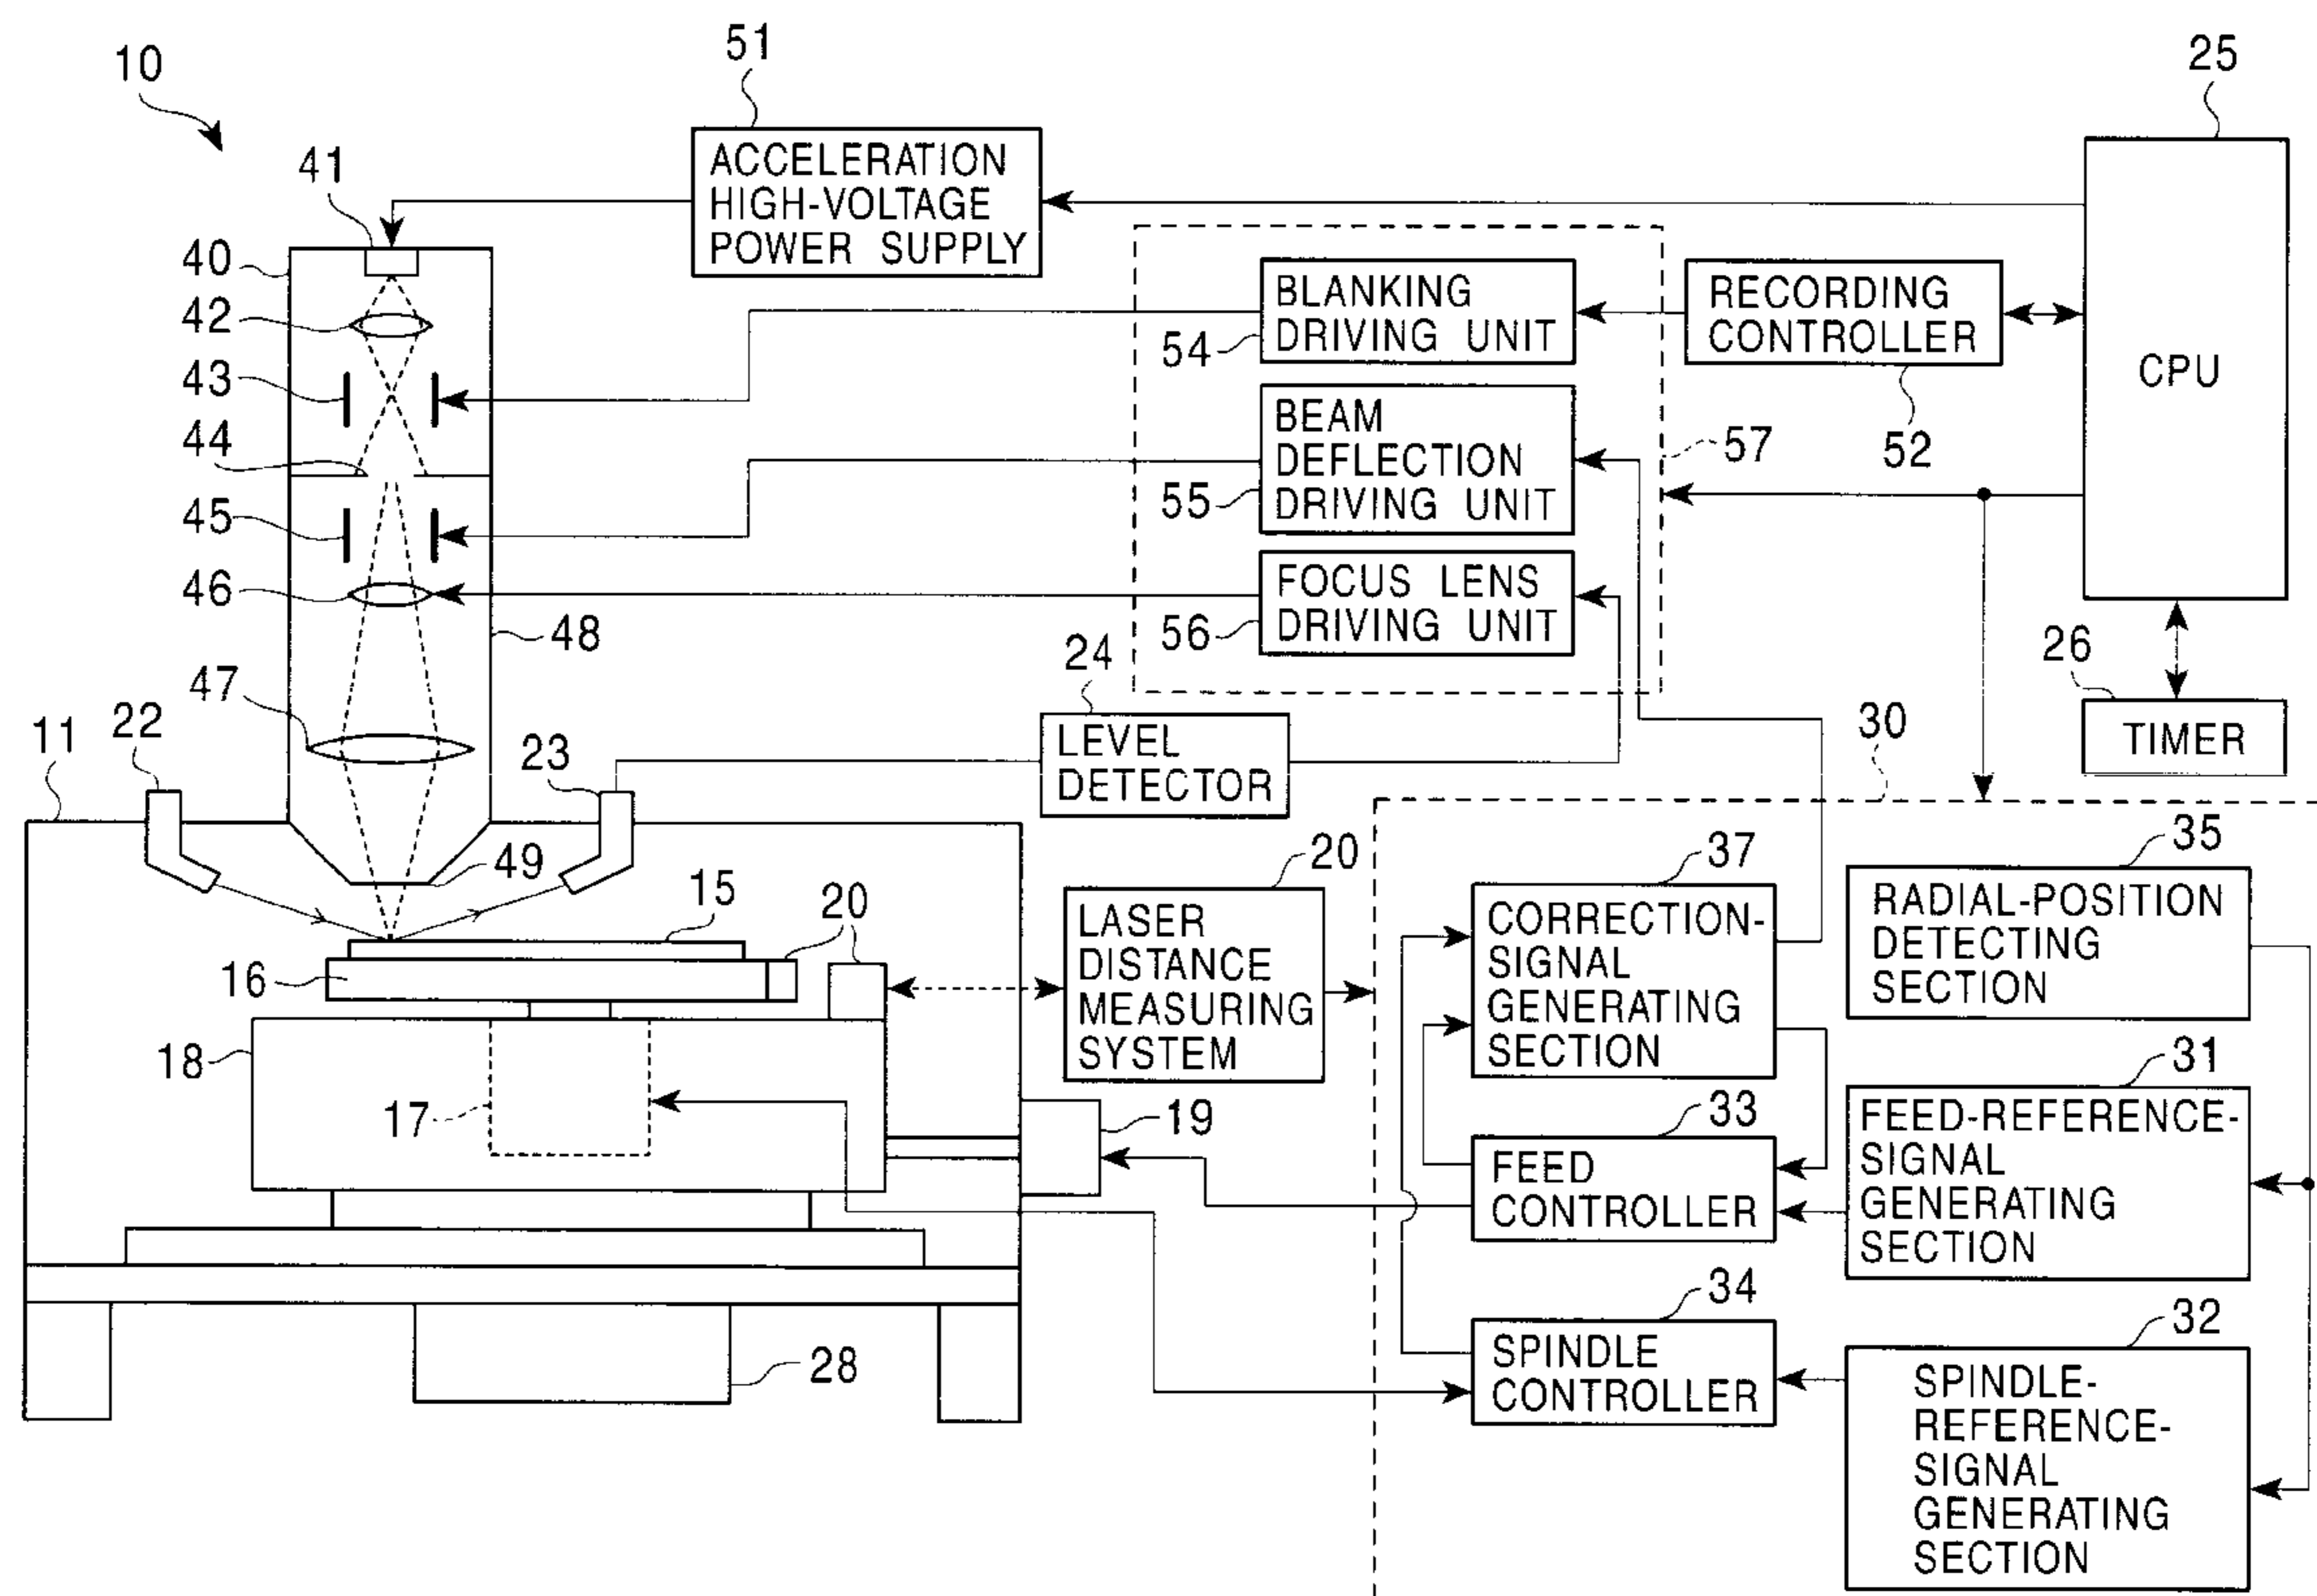 10
51
25
ACCELERATION
HIGH-VOLTAGE
POWER SUPPLY
41
40
42
43
44
45
46
48
47
BLANKING
DRIVING UNIT
54
RECORDING
CONTROLLER
52
CPU
BEAM
DEFLECTION
DRIVING UNIT
55
57
FOCUS LENS
DRIVING UNIT
56
24
LEVEL
DETECTOR
26
TIMER
30
11
22
23
49
15
20
16
18
17
19
28
20
LASER
DISTANCE
MEASURING
SYSTEM
37
CORRECTION-
SIGNAL
GENERATING
SECTION
35
RADIAL-POSITION
DETECTING
SECTION
33
FEED
CONTROLLER
31
FEED-REFERENCE-
SIGNAL
GENERATING
SECTION
34
SPINDLE
CONTROLLER
32
SPINDLE-
REFERENCE-
SIGNAL
GENERATING
SECTION